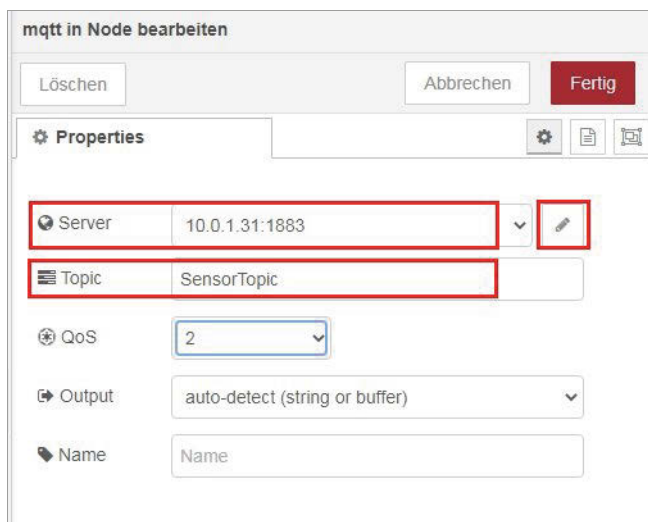 mqtt in Node bearbeiten
Löschen Abbrechen Fertig
Properties
Server 10.0.1.31:1883
Topic SensorTopic
QoS 2
Output auto-detect (string or buffer)
Name Name